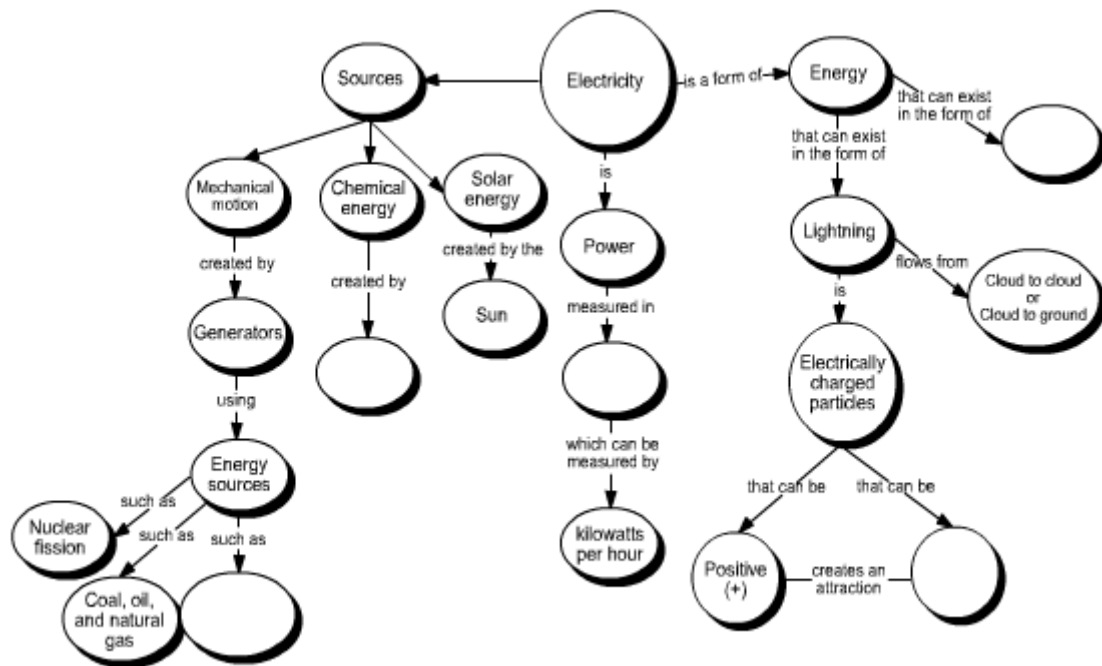 Electricity
Sources
is a form of
Energy
that can exist
in the form of
that can exist
in the form of
is
Mechanical
motion
Chemical
energy
Solar
energy
Power
Lightning
created by
created by
created by the
measured in
flows from
Cloud to cloud
or
Cloud to ground
is
Generators
Sun
Electrically
charged
particles
using
which can be
measured by
Energy
sources
such as
such as
such as
that can be
that can be
Nuclear
fission
kilowatts
per hour
Positive
(+)
creates an
attraction
Coal, oil,
and natural
gas